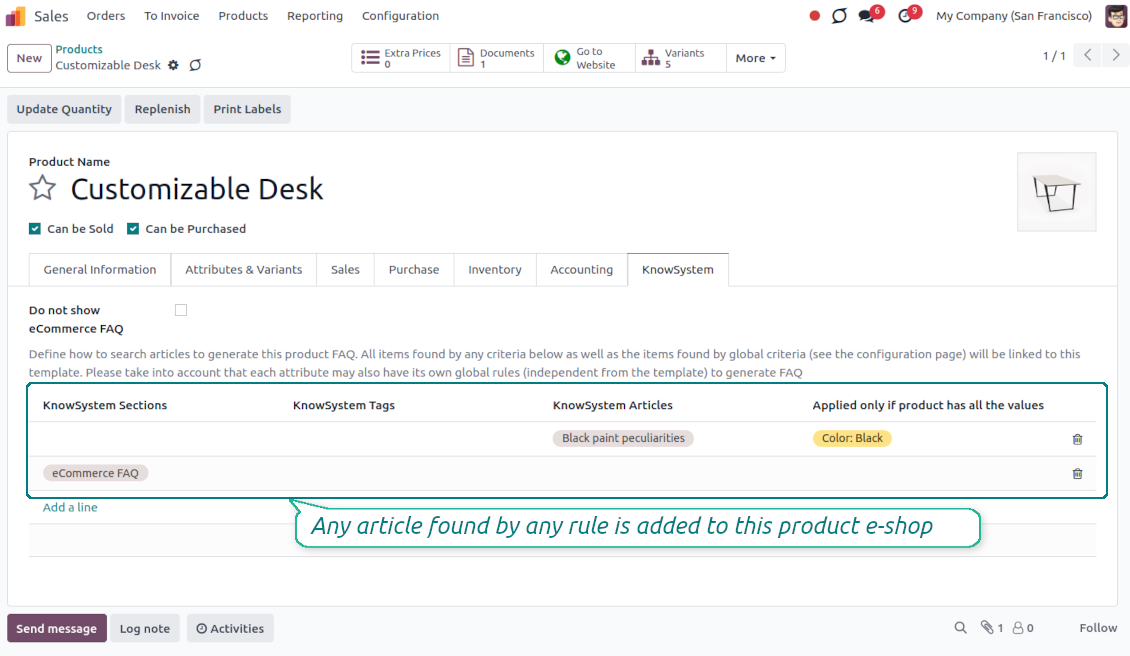 Sales Orders To Invoice Products Reporting Configuration 6 9 My Company (San Francisco)
New Products Customizable Desk Extra Prices 0 Documents 1 Go to Website Variants 5 More 1 / 1
Update Quantity Replenish Print Labels
Product Name
Customizable Desk
Can be Sold Can be Purchased
General Information Attributes & Variants Sales Purchase Inventory Accounting KnowSystem
Do not show
eCommerce FAQ
Define how to search articles to generate this product FAQ. All items found by any criteria below as well as the items found by global criteria (see the configuration page) will be linked to this
template. Please take into account that each attribute may also have its own global rules (independent from the template) to generate FAQ
KnowSystem Sections KnowSystem Tags KnowSystem Articles Applied only if product has all the values
Black paint peculiarities Color: Black
eCommerce FAQ
Add a line
Any article found by any rule is added to this product e-shop
Send message Log note Activities 1 0 Follow